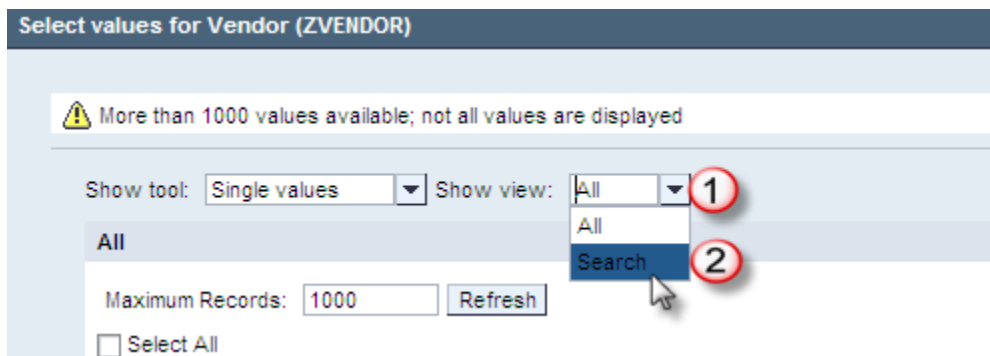 Select values for Vendor (ZVENDOR)
More than 1000 values available; not all values are displayed
Show tool: Single values Show view: All 1
All
All
Search 2
Maximum Records: 1000 Refresh
Select All